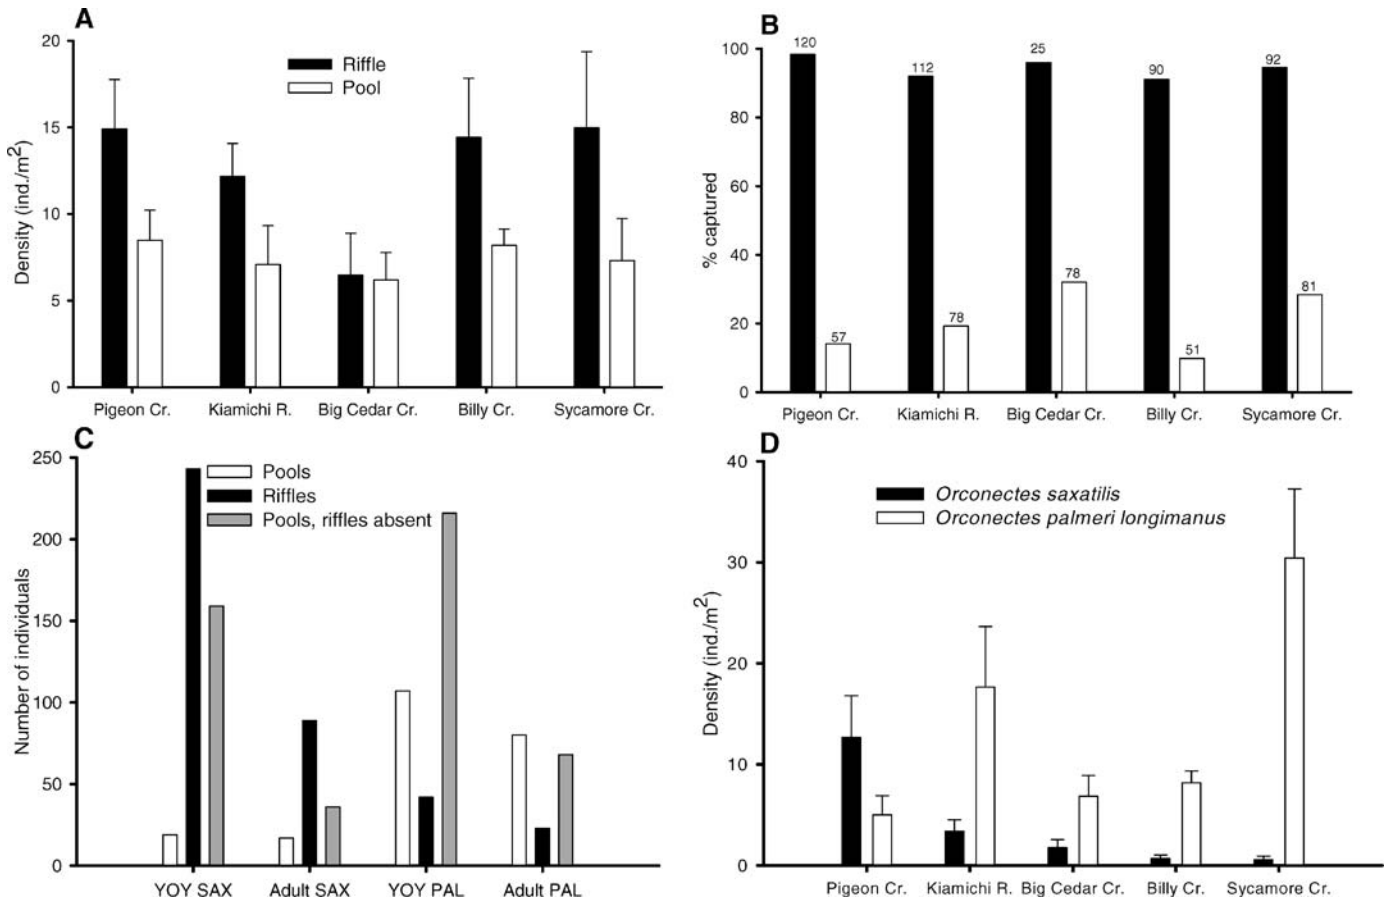 A
20
15
10
5
0
Density (ind./m2)
Riffle
Pool
Pigeon Cr. Kiamichi R. Big Cedar Cr. Billy Cr. Sycamore Cr.
B
100
80
60
40
20
0
% captured
120 112 25 90 92
57 78 78 51 81
Pigeon Cr. Kiamichi R. Big Cedar Cr. Billy Cr. Sycamore Cr.
C
250
200
150
100
50
0
Number of individuals
Pools
Riffles
Pools, riffles absent
YOY SAX Adult SAX YOY PAL Adult PAL
D
40
30
20
10
0
Density (ind./m2)
Orconectes saxatilis
Orconectes palmeri longimanus
Pigeon Cr. Kiamichi R. Big Cedar Cr. Billy Cr. Sycamore Cr.